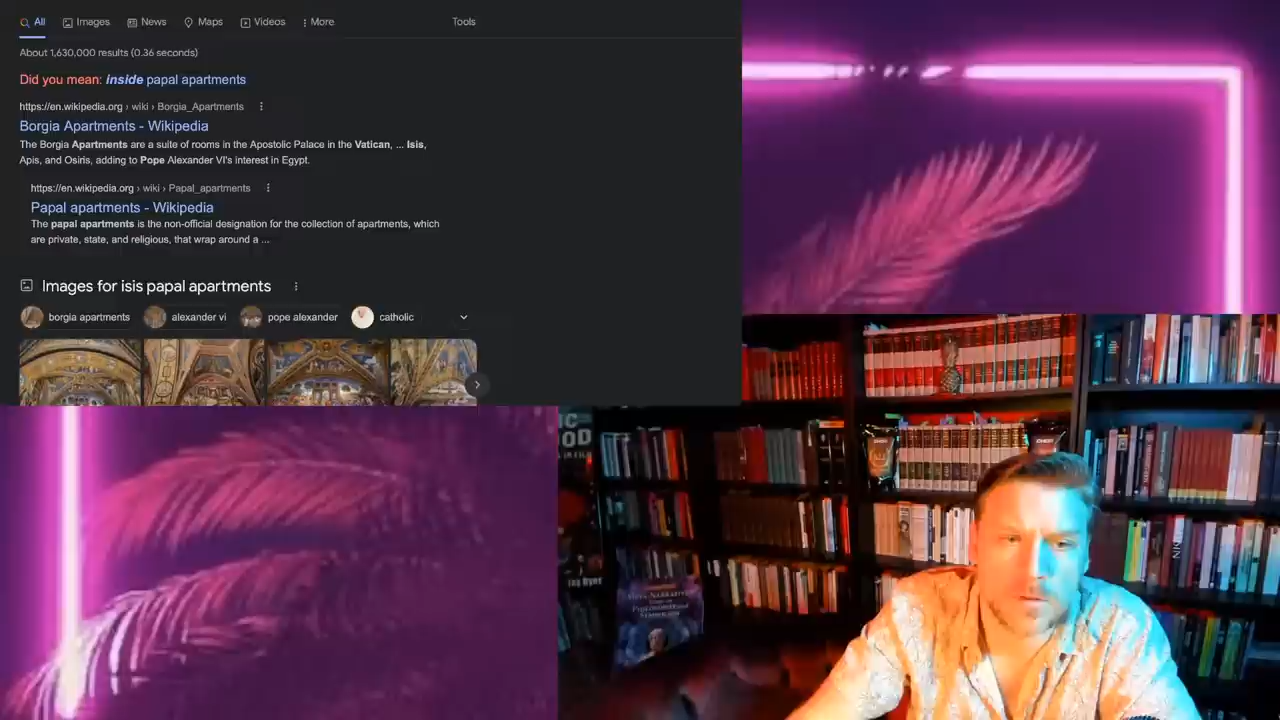 All
Images
News
Maps
Videos
More
Tools
About 1,630,000 results (0.36 seconds)
Did you mean: inside papal apartments
https://en.wikipedia.org › wiki › Borgia_Apartments
Borgia Apartments - Wikipedia
The Borgia Apartments are a suite of rooms in the Apostolic Palace in the Vatican, ... Isis,
Apis, and Osiris, adding to Pope Alexander VI's interest in Egypt.
https://en.wikipedia.org › wiki › Papal_apartments
Papal apartments - Wikipedia
The papal apartments is the non-official designation for the collection of apartments, which
are private, state, and religious, that wrap around a ...
Images for isis papal apartments
borgia apartments
alexander vi
pope alexander
catholic